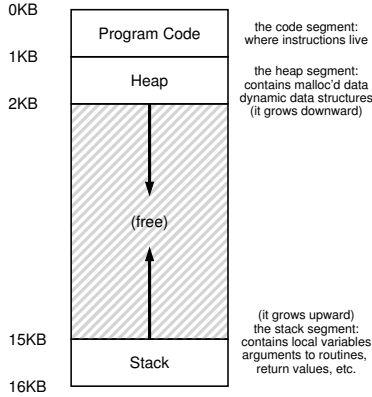 0KB
Program Code
the code segment:
where instructions live
1KB
Heap
the heap segment:
contains malloc'd data
dynamic data structures
(it grows downward)
2KB
(free)
(it grows upward)
the stack segment:
contains local variables
arguments to routines,
return values, etc.
15KB
Stack
16KB